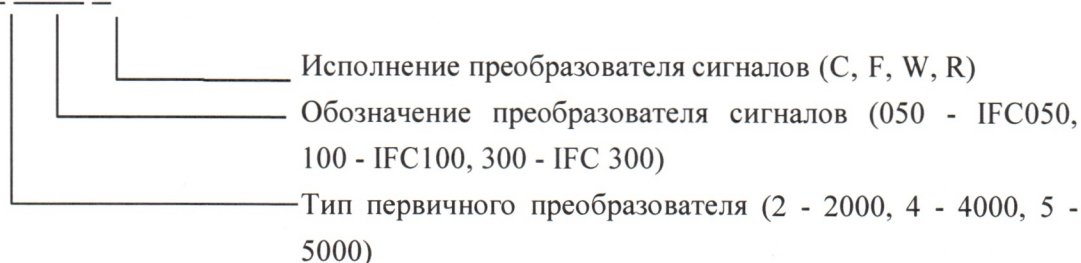 Исполнение преобразователя сигналов (C, F, W, R)
Обозначение преобразователя сигналов (050 - IFC050,
100 - IFC100, 300 - IFC 300)
Тип первичного преобразователя (2 - 2000, 4 - 4000, 5 -
5000)